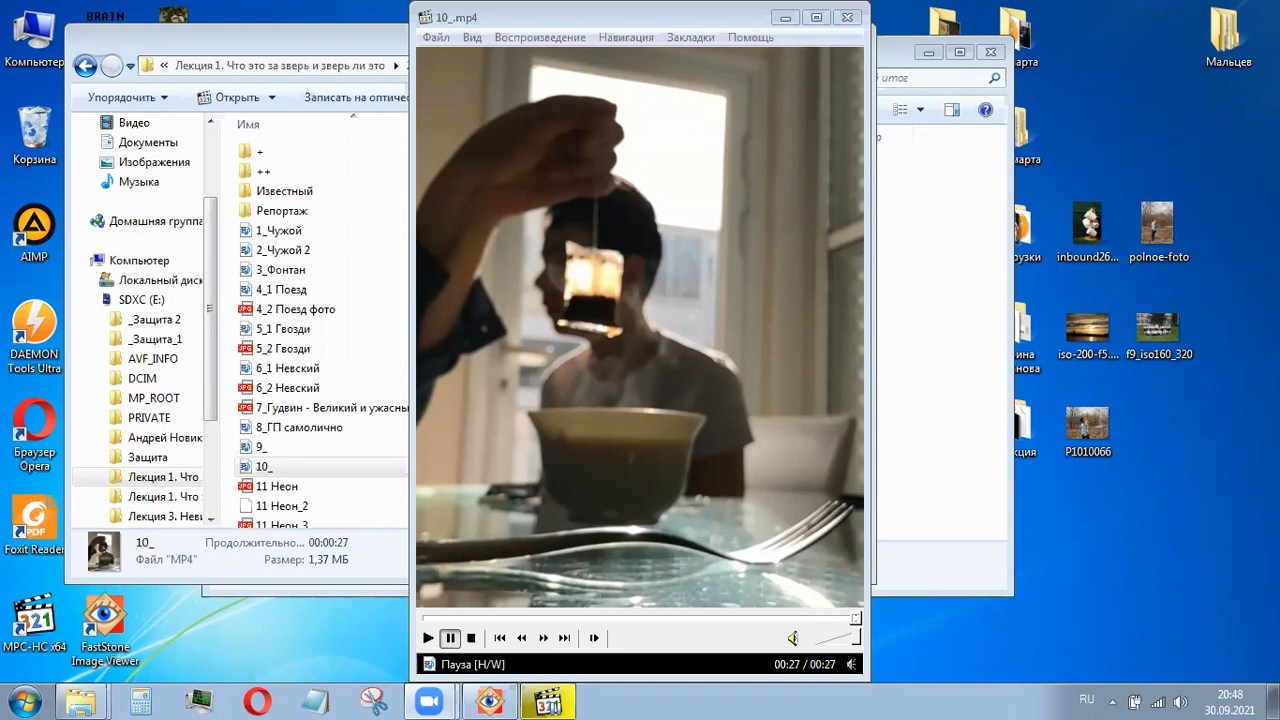 BRAIN
Компьютер
Корзина
AIMP
DAEMON
Tools Ultra
Браузер
Opera
Foxit Reader
MPC-HC x64
FastStone
Image Viewer
« Лекция 1. Что это за зверь и зверь ли это
Упорядочить
Открыть
Записать на оптичес
Видео
Документы
Изображения
Музыка
Домашняя группа
Компьютер
Локальный диск
SDXC (E:)
_Защита 2
_Защита_1
AVF_INFO
DCIM
MP_ROOT
PRIVATE
Андрей Новик
Защита
Лекция 1. Что
Лекция 1. Что
Лекция 3. Неви
Имя
+
++
Известный
Репортаж
1_Чужой
2_Чужой 2
3_Фонтан
4_1 Поезд
4_2 Поезд фото
5_1 Гвозди
5_2 Гвозди
6_1 Невский
6_2 Невский
7_Гудвин - Великий и ужасны
8_ГП самолично
9_
10_
11 Неон
11 Неон_2
11 Неон_3
10_ Продолжительно... 00:00:27
Файл "MP4" Размер: 1,37 МБ
10_.mp4
Файл Вид Воспроизведение Навигация Закладки Помощь
Пауза [H/W] 00:27 / 00:27
й итог
арта
Мальцев
марта
рузки
inbound26...
polnoe-foto
ина
нова
iso-200-f5....
f9_iso160_320
кция
P1010066
RU
20:48
30.09.2021